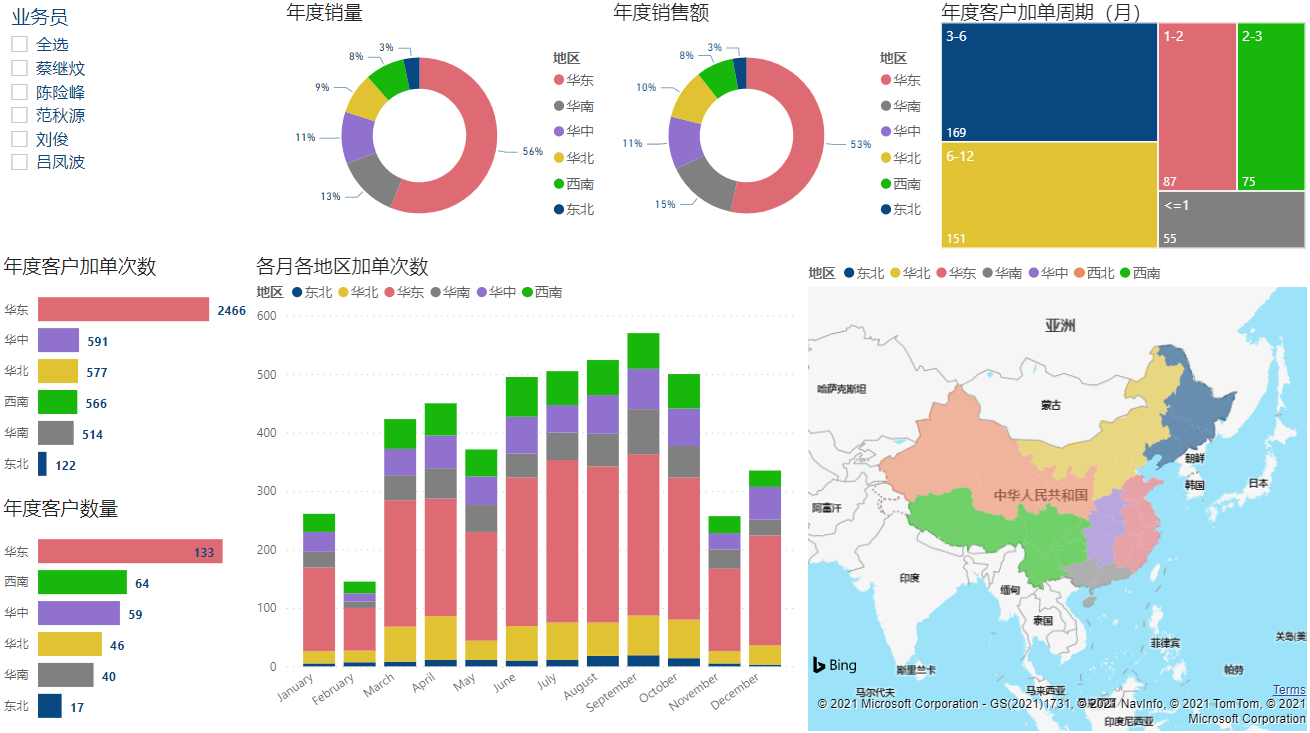 业务员
全选
蔡继炆
陈险峰
范秋源
刘俊
吕凤波
年度销量
3%
8%
9%
11%
13%
56%
地区
华东
华南
华中
华北
西南
东北
年度销售额
3%
8%
10%
11%
15%
53%
地区
华东
华南
华中
华北
西南
东北
年度客户加单周期（月）
3-6
169
1-2
87
2-3
75
6-12
151
<=1
55
年度客户加单次数
华东 2466
华中 591
华北 577
西南 566
华南 514
东北 122
年度客户数量
华东 133
西南 64
华中 59
华北 46
华南 40
东北 17
各月各地区加单次数
地区 东北 华北 华东 华南 华中 西南
600
500
400
300
200
100
0
January
February
March
April
May
June
July
August
September
October
November
December
地区 东北 华北 华东 华南 华中 西北 西南
亚洲
哈萨克斯坦
蒙古
朝鲜
韩国
日本
中华人民共和国
阿富汗
印度
缅甸
泰国
菲律宾
关岛(美
帕劳
斯里兰卡
马尔代夫
马来西亚
印度尼西亚
Bing
Terms
© 2021 Microsoft Corporation - GS(2021)1731, © 2021 NavInfo, © 2021 TomTom, © 2021
Microsoft Corporation